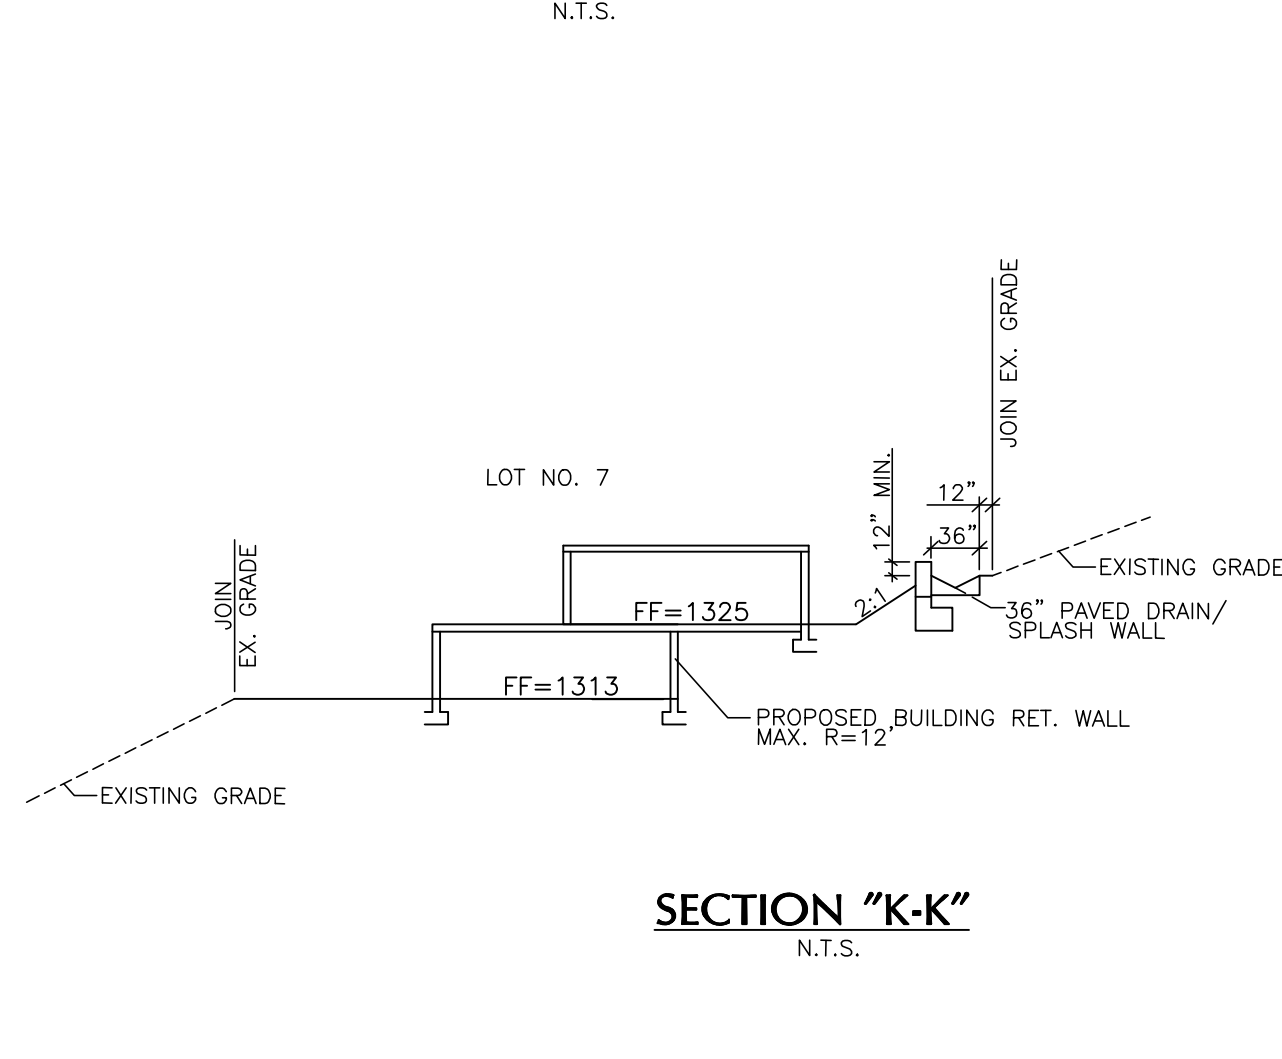 N.T.S.
JOIN EX. GRADE
LOT NO. 7
12" MIN.
12"
36"
EXISTING GRADE
JOIN
EX. GRADE
2:1
36" PAVED DRAIN/
SPLASH WALL
FF=1325
FF=1313
PROPOSED BUILDING RET. WALL
MAX. R=12'
EXISTING GRADE
SECTION "K-K"
N.T.S.